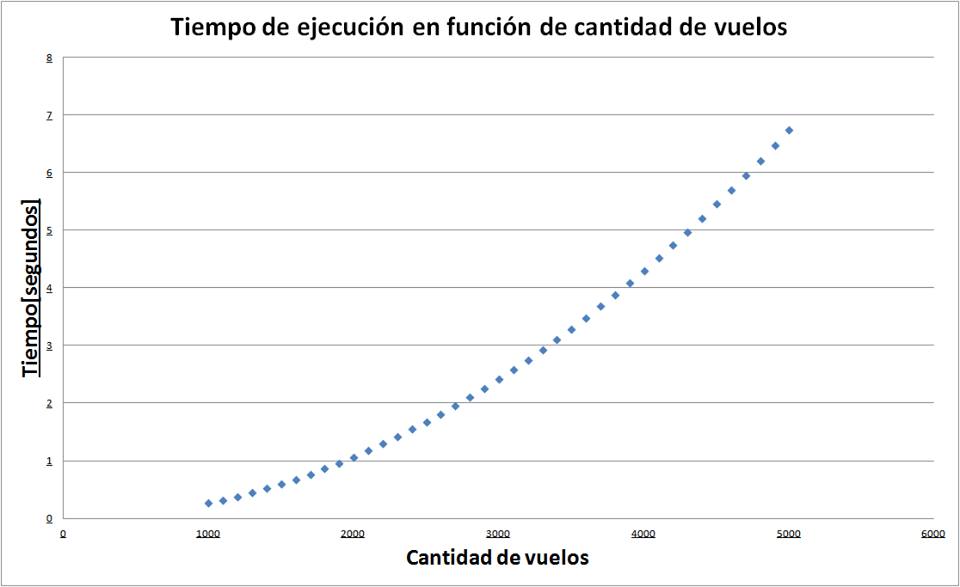 Tiempo de ejecución en función de cantidad de vuelos
8
7
6
5
4
3
2
1
0
Tiempo[segundos]
0 1000 2000 3000 4000 5000 6000
Cantidad de vuelos